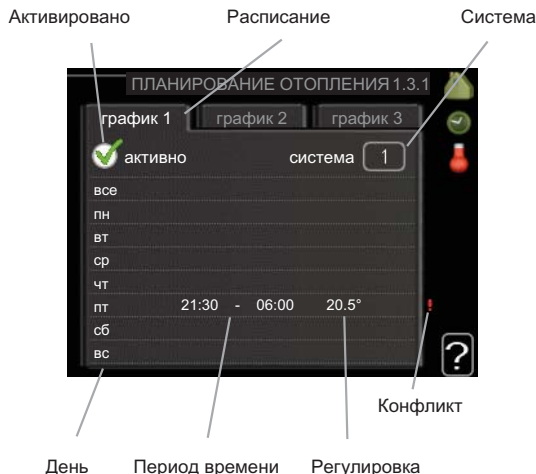 Активировано Расписание Система
ПЛАНИРОВАНИЕ ОТОПЛЕНИЯ 1.3.1
график 1 график 2 график 3
активно система 1
все
пн
вт
ср
чт
пт 21:30 - 06:00 20.5° !
сб
вс
?
Конфликт
День Период времени Регулировка